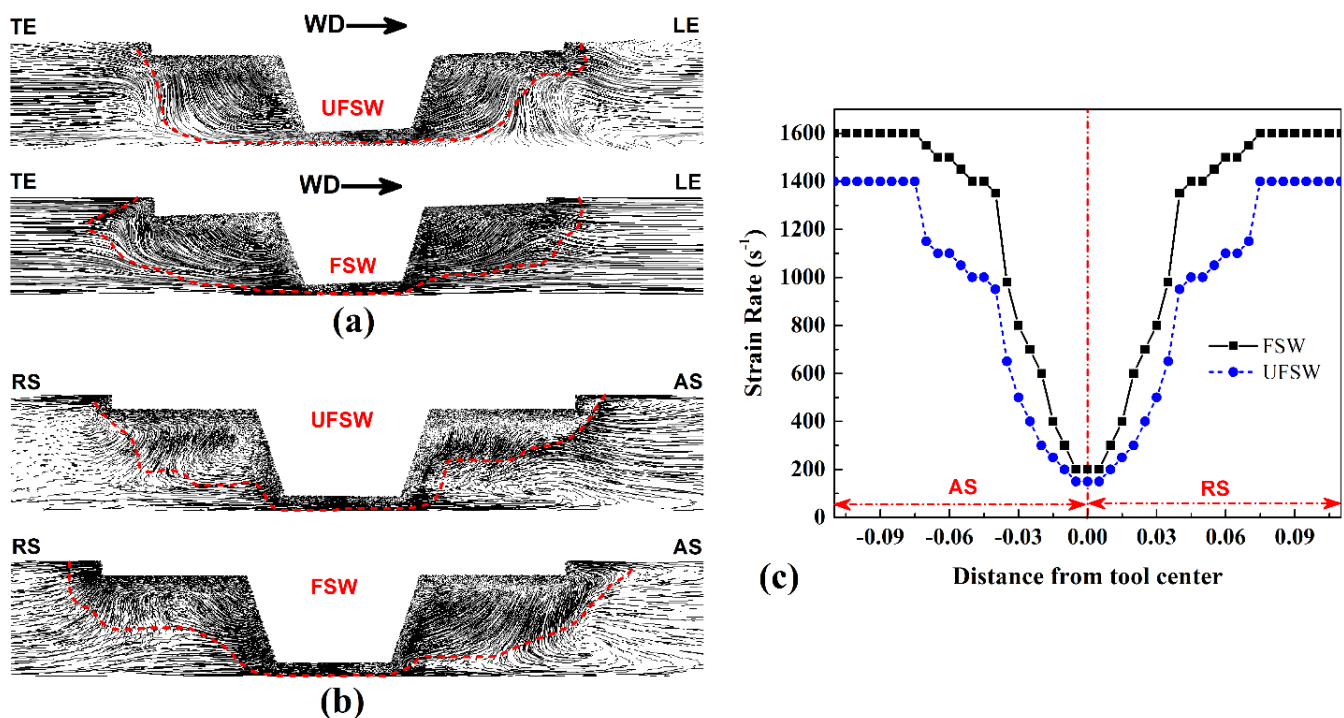 TE WD LE
UFSW
TE WD LE
FSW
(a)
RS AS
UFSW
RS AS
FSW
(b)
1600
1400
1200
1000
800
600
400
200
0
Strain Rate (s⁻¹)
FSW
UFSW
AS RS
-0.09 -0.06 -0.03 0.00 0.03 0.06 0.09
(c) Distance from tool center